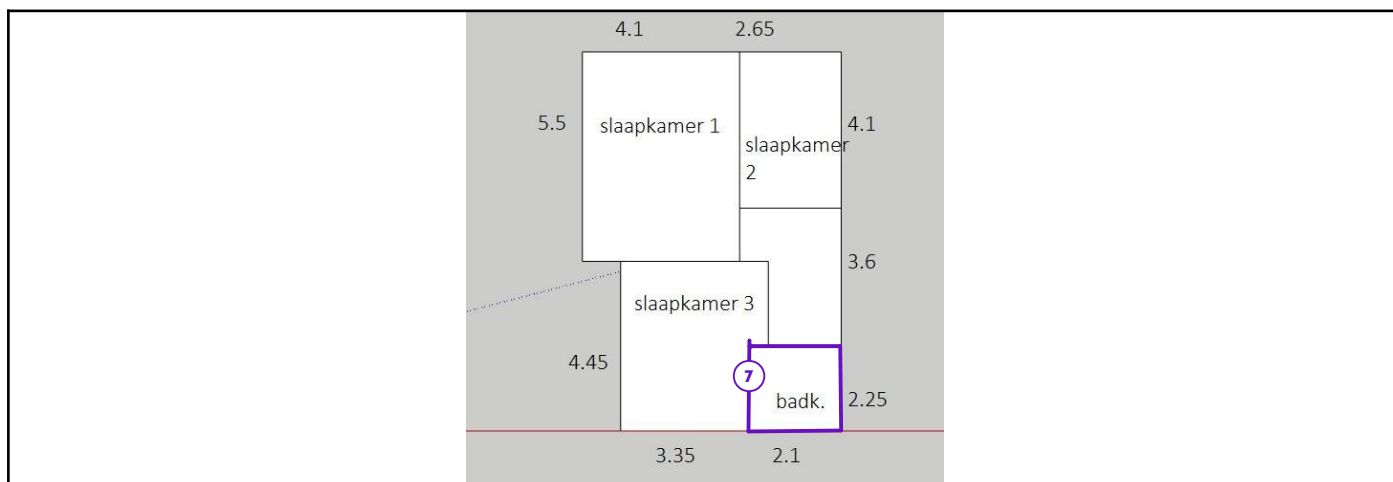 4.1 2.65
5.5 slaapkamer 1 4.1
slaapkamer
2
3.6
slaapkamer 3
4.45
7
badk. 2.25
3.35 2.1